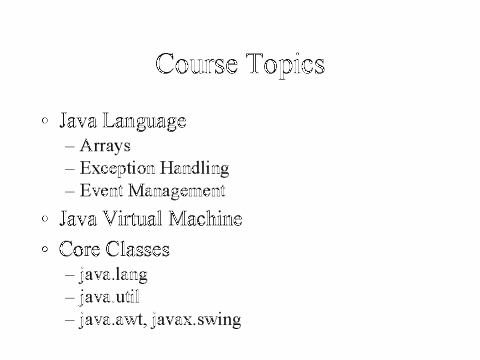 Course Topics
◦ Java Language
– Arrays
– Exception Handling
– Event Management
◦ Java Virtual Machine
◦ Core Classes
– java.lang
– java.util
– java.awt, javax.swing